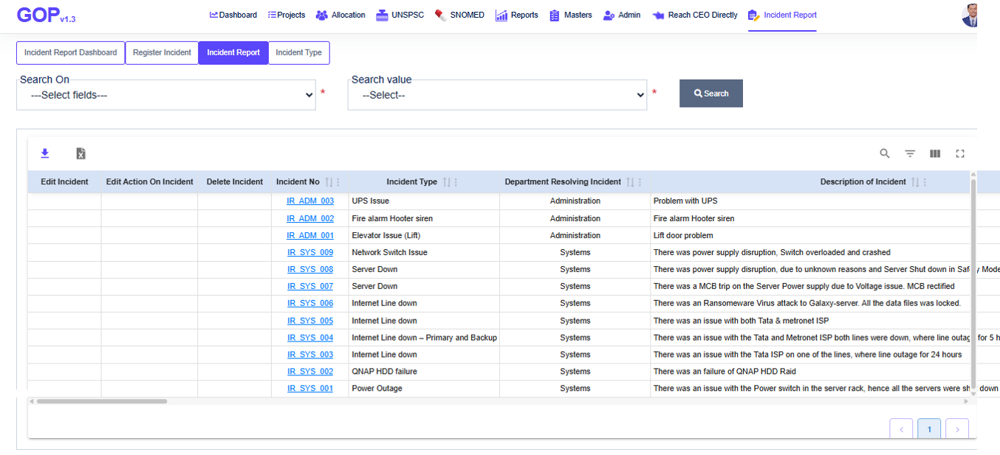 GOP v1.3 Dashboard Projects Allocation UNSPSC SNOMED Reports Masters Admin Reach CEO Directly Incident Report
Incident Report Dashboard Register Incident Incident Report Incident Type
Search On Search value
---Select fields--- * --Select-- * Search
Edit Incident Edit Action On Incident Delete Incident Incident No Incident Type Department Resolving Incident Description of Incident
IR_ADM_003 UPS Issue Administration Problem with UPS
IR_ADM_002 Fire alarm Hooter siren Administration Fire alarm Hooter siren
IR_ADM_001 Elevator Issue (Lift) Administration Lift door problem
IR_SYS_009 Network Switch Issue Systems There was power supply disruption, Switch overloaded and crashed
IR_SYS_008 Server Down Systems There was power supply disruption, due to unknown reasons and Server Shut down in Safety Mode
IR_SYS_007 Server Down Systems There was a MCB trip on the Server Power supply due to Voltage issue. MCB rectified
IR_SYS_006 Internet Line down Systems There was an Ransomeware Virus attack to Galaxy-server. All the data files was locked.
IR_SYS_005 Internet Line down Systems There was an issue with both Tata & metronet ISP
IR_SYS_004 Internet Line down – Primary and Backup Systems There was an issue with the Tata and Metronet ISP both lines were down, where line outage for 5 h
IR_SYS_003 Internet Line down Systems There was an issue with the Tata ISP on one of the lines, where line outage for 24 hours
IR_SYS_002 QNAP HDD failure Systems There was an failure of QNAP HDD Raid
IR_SYS_001 Power Outage Systems There was an issue with the Power switch in the server rack, hence all the servers were shut down
1